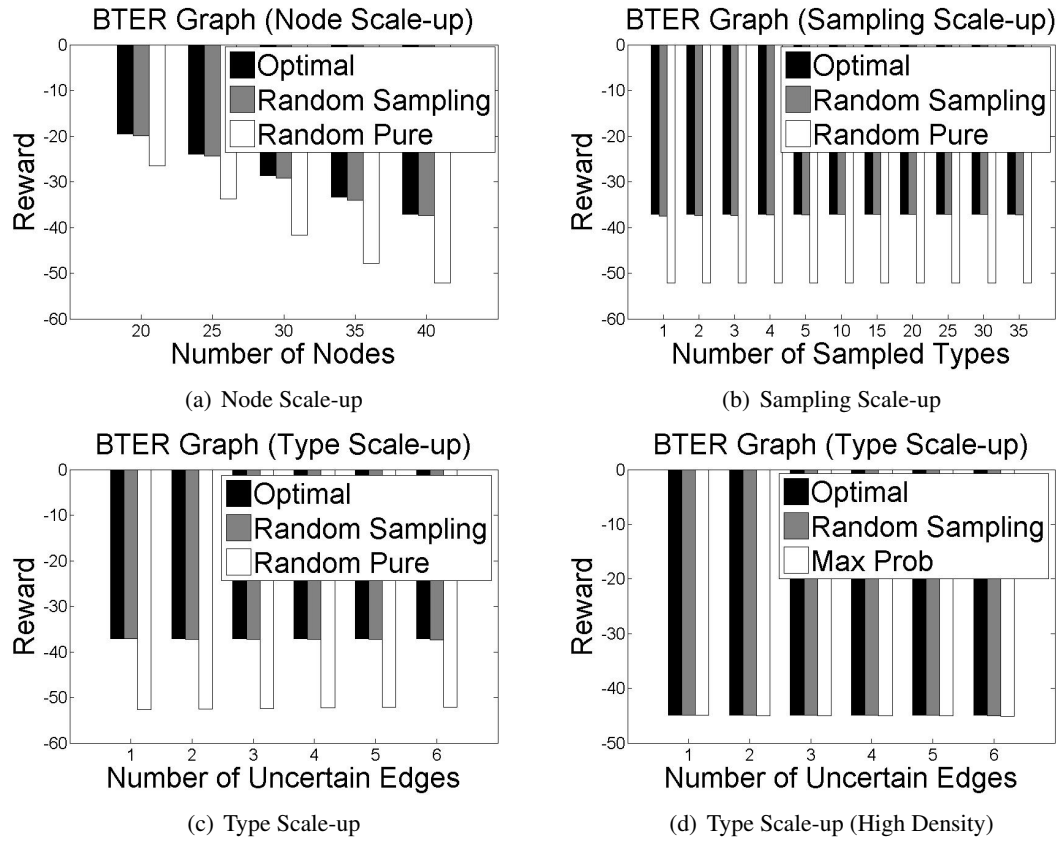 BTER Graph (Node Scale-up)
0
-10
-20
-30
-40
-50
-60
Reward
Optimal
Random Sampling
Random Pure
20 25 30 35 40
Number of Nodes
(a) Node Scale-up
BTER Graph (Sampling Scale-up)
0
-10
-20
-30
-40
-50
-60
Reward
Optimal
Random Sampling
Random Pure
1 2 3 4 5 10 15 20 25 30 35
Number of Sampled Types
(b) Sampling Scale-up
BTER Graph (Type Scale-up)
0
-10
-20
-30
-40
-50
-60
Reward
Optimal
Random Sampling
Random Pure
1 2 3 4 5 6
Number of Uncertain Edges
(c) Type Scale-up
BTER Graph (Type Scale-up)
0
-10
-20
-30
-40
-50
Reward
Optimal
Random Sampling
Max Prob
1 2 3 4 5 6
Number of Uncertain Edges
(d) Type Scale-up (High Density)